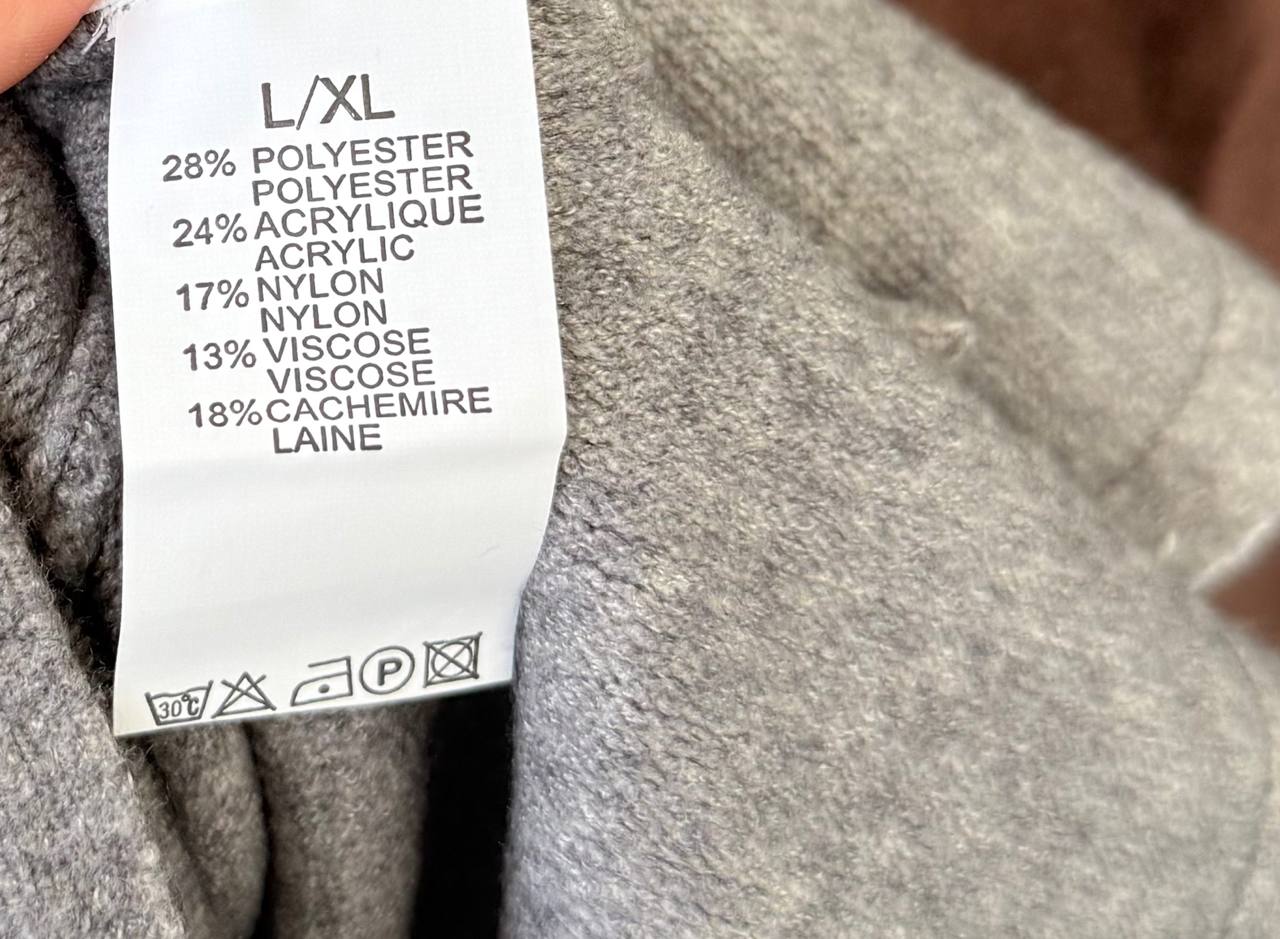 L/XL
28% POLYESTER
POLYESTER
24% ACRYLIQUE
ACRYLIC
17% NYLON
NYLON
13% VISCOSE
VISCOSE
18% CACHEMIRE
LAINE
30°C P